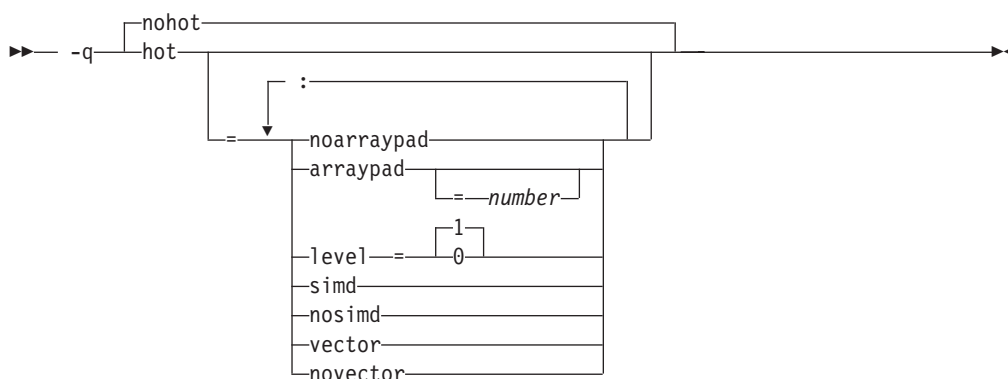 nohot
-q hot
:
= noarraypad
arraypad
=number
1
level = 0
simd
nosimd
vector
novector